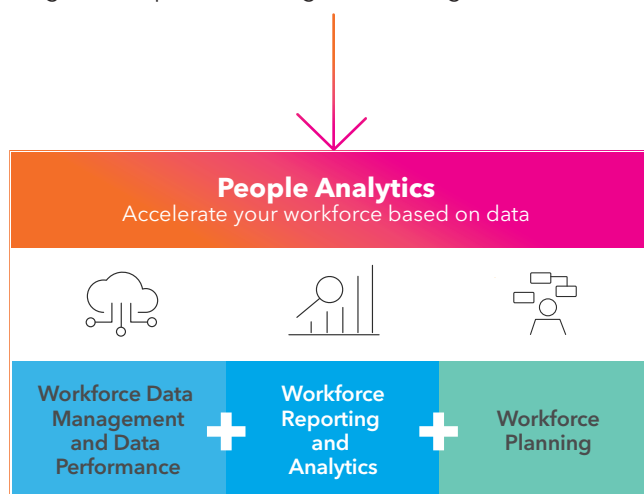 People Analytics
Accelerate your workforce based on data
Workforce Data
Management
and Data
Performance
+
Workforce
Reporting
and
Analytics
+
Workforce
Planning